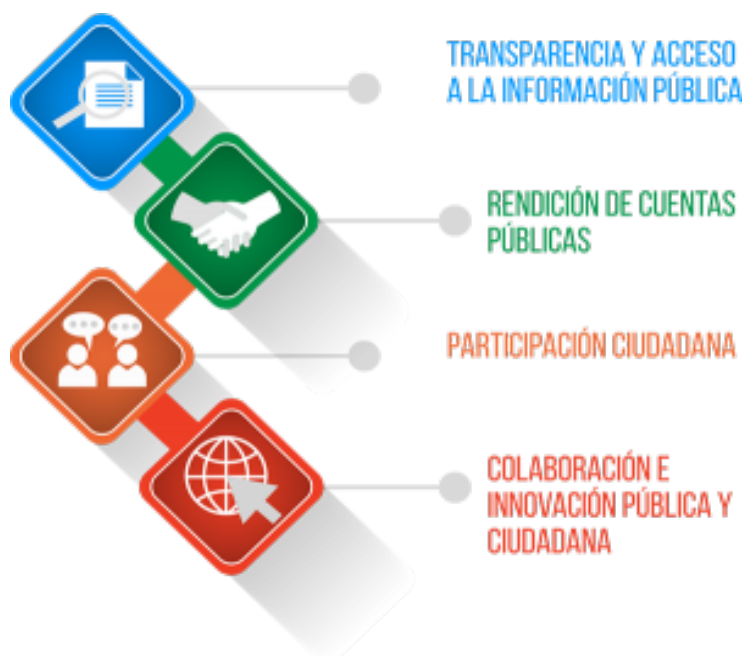 TRANSPARENCIA Y ACCESO
A LA INFORMACIÓN PÚBLICA
RENDICIÓN DE CUENTAS
PÚBLICAS
PARTICIPACIÓN CIUDADANA
COLABORACIÓN E
INNOVACIÓN PÚBLICA Y
CIUDADANA